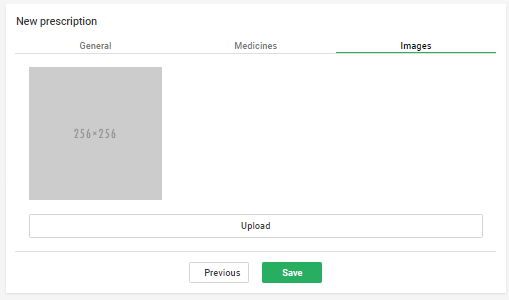 New prescription
General
Medicines
Images
256×256
Upload
Previous
Save